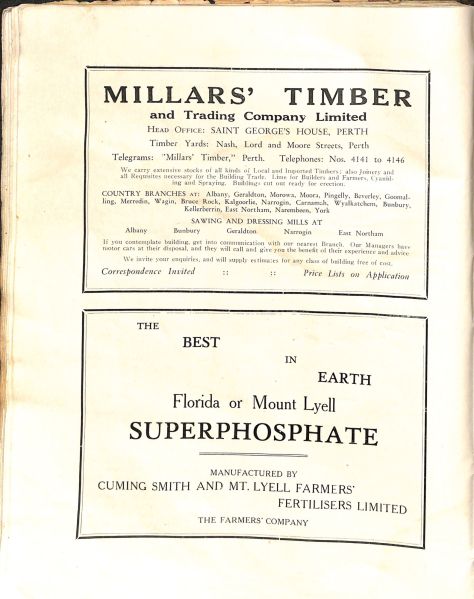 MILLARS' TIMBER
and Trading Company Limited
HEAD OFFICE: SAINT GEORGE'S HOUSE, PERTH
Timber Yards: Nash, Lord and Moore Streets, Perth
Telegrams: "Millars' Timber," Perth. Telephones: Nos. 4141 to 4146
We carry extensive stocks of all kinds of Local and Imported Timbers; also Joinery and
all Requisites necessary for the Building Trade. Lime for Builders and Farmers, Cyanid-
ing and Spraying. Buildings cut out ready for erection.
COUNTRY BRANCHES AT: Albany, Geraldton, Morowa, Moora, Pingelly, Beverley, Goomal-
ling, Merredin, Wagin, Bruce Rock, Kalgoorlie, Narrogin, Carnamah, Wyalkatchem, Bunbury,
Kellerberrin, East Northam, Narembeen, York
SAWING AND DRESSING MILLS AT
Albany Bunbury Geraldton Narrogin East Northam
If you contemplate building, get into communication with our nearest Branch. Our Managers have
motor cars at their disposal, and they will call and give you the benefit of their experience and advice
We invite your enquiries, and will supply estimates for any class of building free of cost.
Correspondence Invited :: :: Price Lists on Application
THE
BEST
IN
EARTH
Florida or Mount Lyell
SUPERPHOSPHATE
MANUFACTURED BY
CUMING SMITH AND MT. LYELL FARMERS'
FERTILISERS LIMITED
THE FARMERS' COMPANY